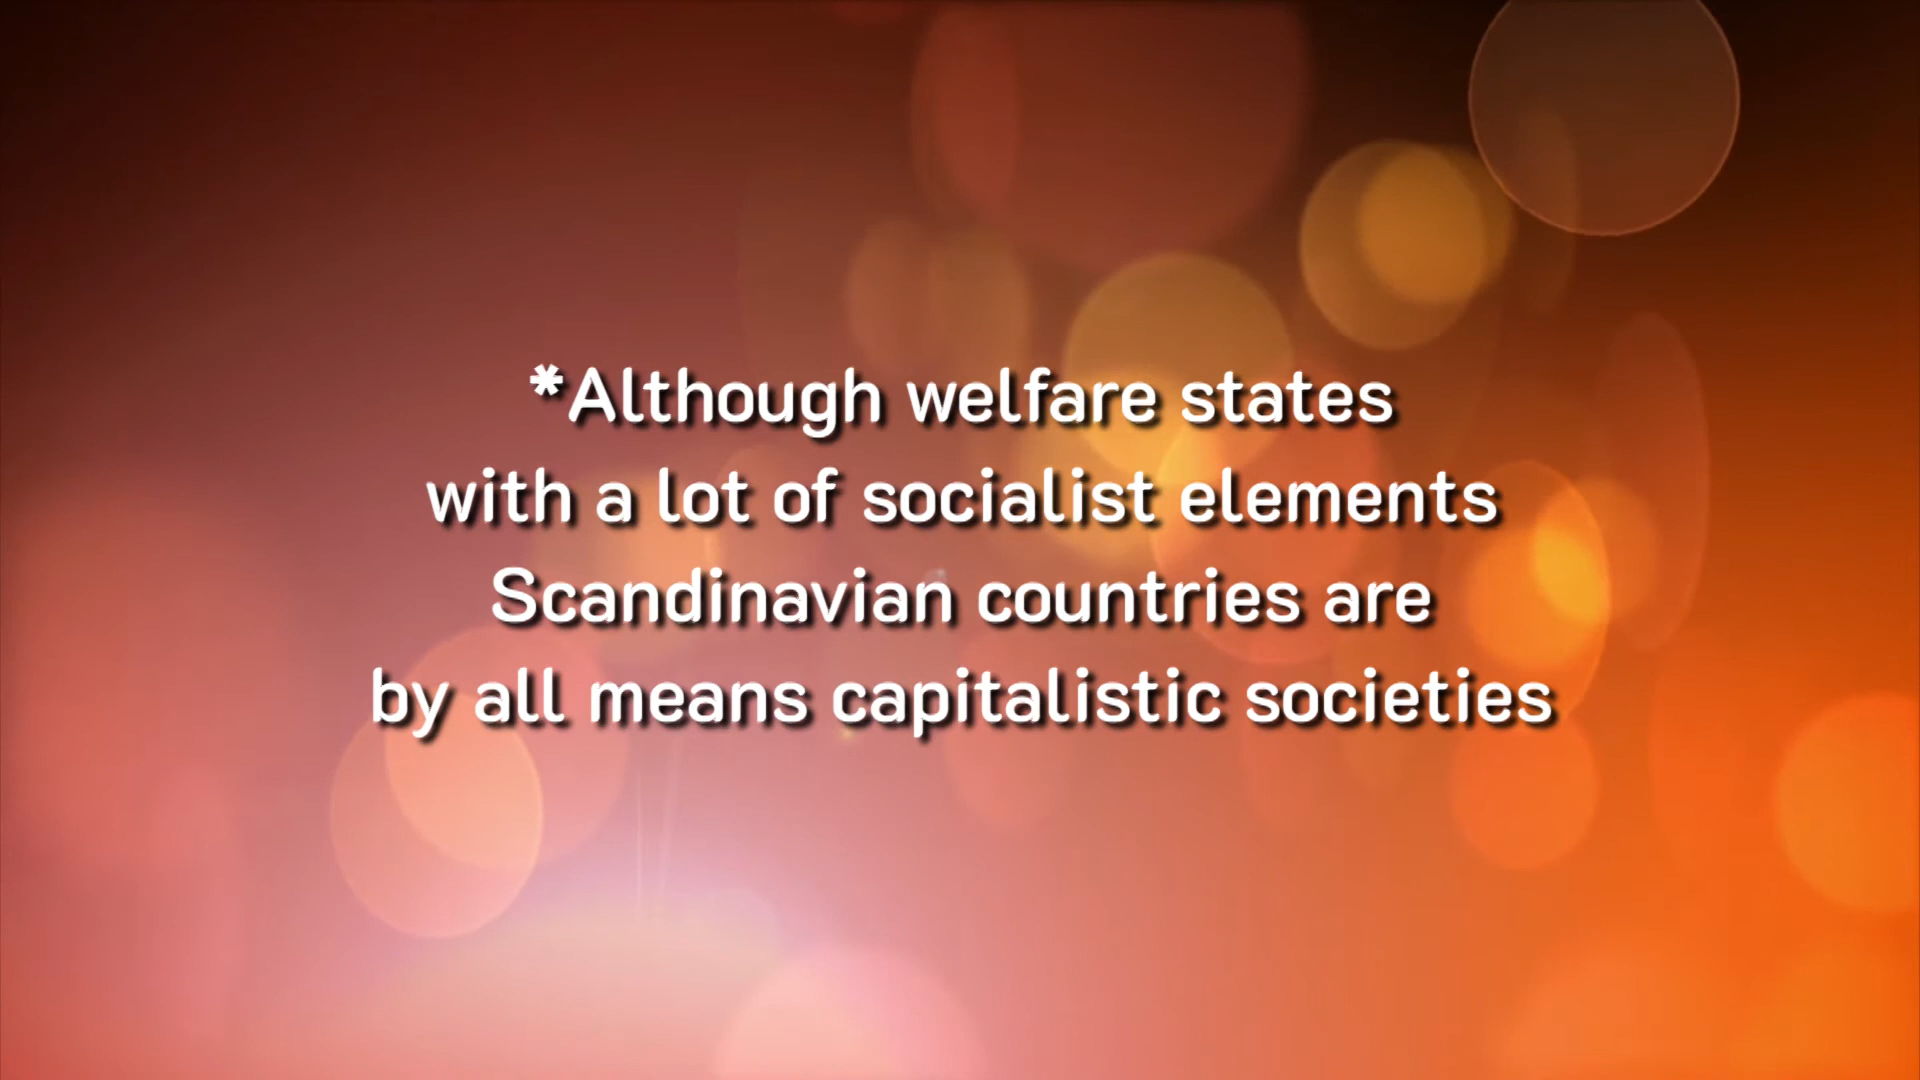 *Although welfare states
with a lot of socialist elements
Scandinavian countries are
by all means capitalistic societies